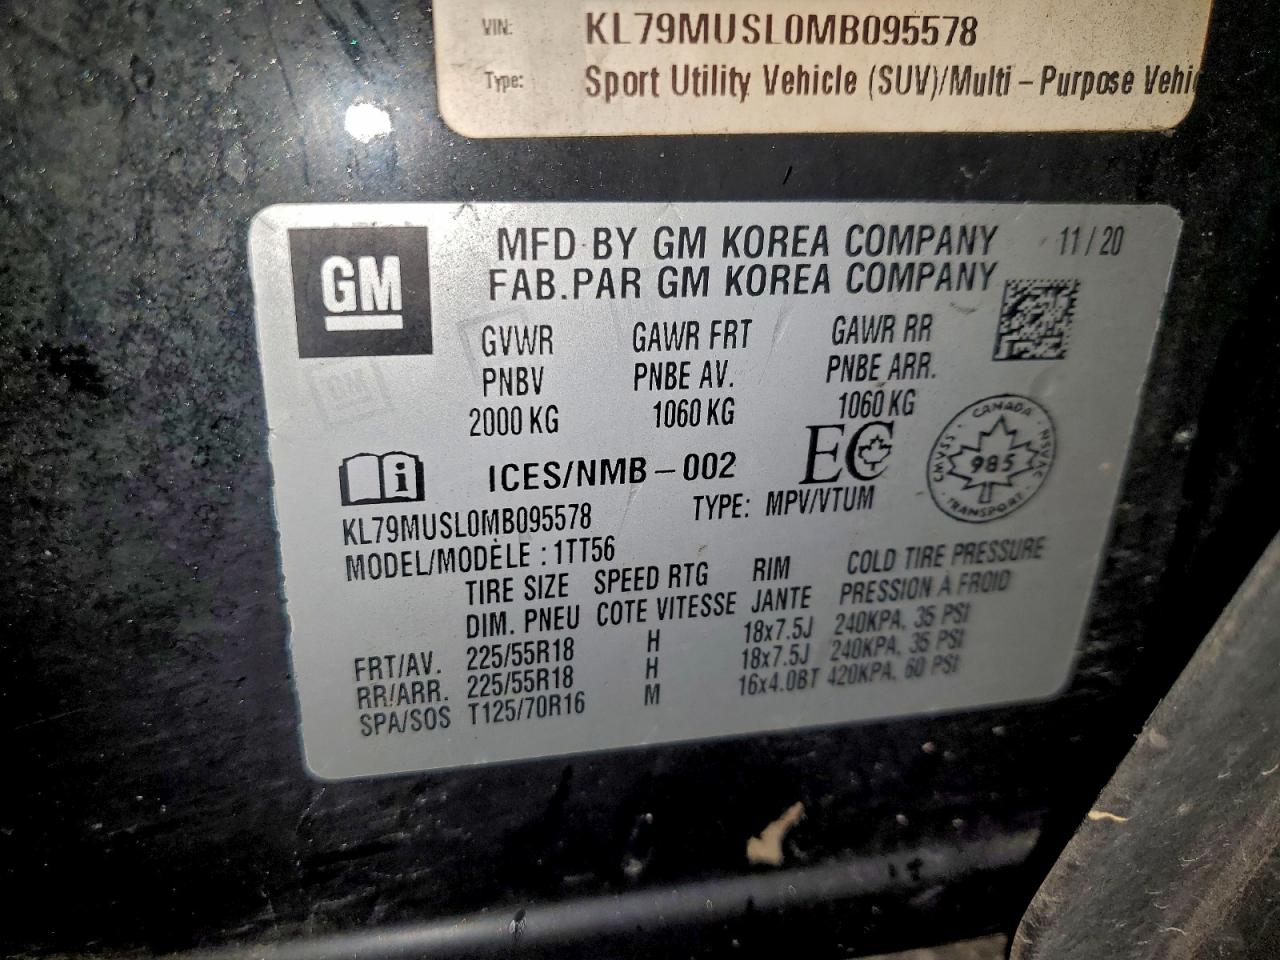 VIN: KL79MUSL0MB095578
Type: Sport Utility Vehicle (SUV)/Multi - Purpose Vehi
GM
MFD BY GM KOREA COMPANY 11/20
FAB.PAR GM KOREA COMPANY
GVWR GAWR FRT GAWR RR
PNBV PNBE AV. PNBE ARR.
2000 KG 1060 KG 1060 KG
GM
i ICES/NMB-002 EC
CANADA
CMVSS NSVAC
985
TRANSPORT
KL79MUSL0MB095578 TYPE: MPV/VTUM
MODEL/MODÈLE : 1TT56
TIRE SIZE SPEED RTG RIM COLD TIRE PRESSURE
DIM. PNEU COTE VITESSE JANTE PRESSION À FROID
FRT/AV. 225/55R18 H 18x7.5J 240KPA, 35 PSI
RR/ARR. 225/55R18 H 18x7.5J 240KPA, 35 PSI
SPA/SOS T125/70R16 M 16x4.0BT 420KPA, 60 PSI